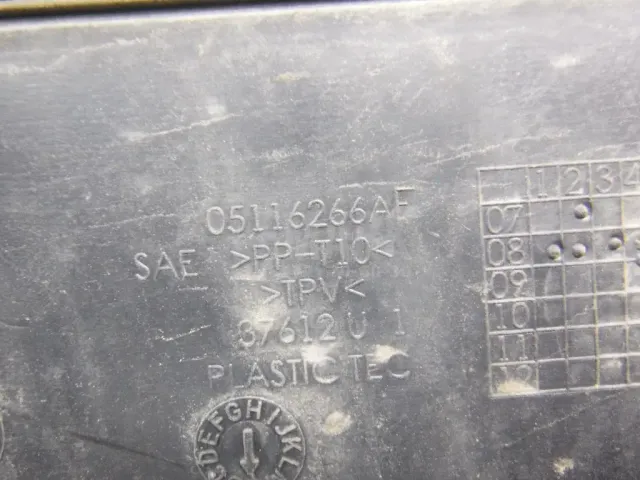 05116266AF
SAE >PP-T10<
>TPV<
37612 U 1
PLASTIC TEC
DEFGHIJKL
1 2 3 4
07
08
09
10
11